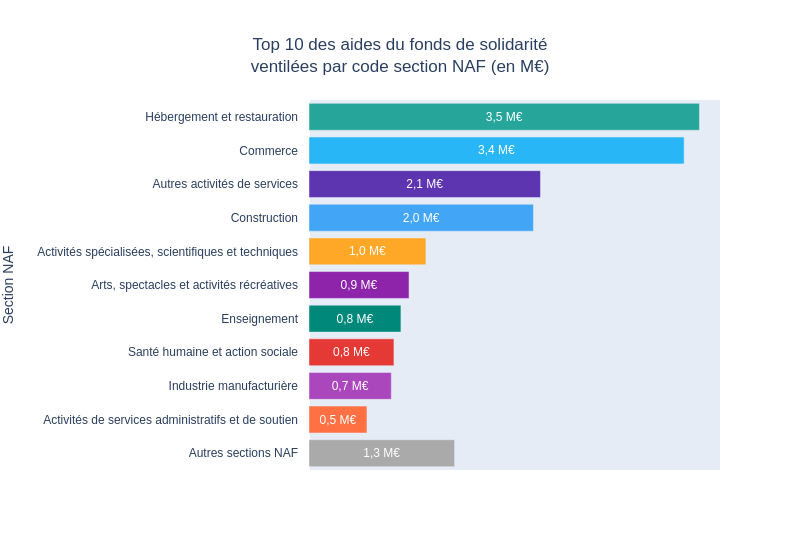 Top 10 des aides du fonds de solidarité
ventilées par code section NAF (en M€)
Section NAF
Hébergement et restauration 3,5 M€
Commerce 3,4 M€
Autres activités de services 2,1 M€
Construction 2,0 M€
Activités spécialisées, scientifiques et techniques 1,0 M€
Arts, spectacles et activités récréatives 0,9 M€
Enseignement 0,8 M€
Santé humaine et action sociale 0,8 M€
Industrie manufacturière 0,7 M€
Activités de services administratifs et de soutien 0,5 M€
Autres sections NAF 1,3 M€